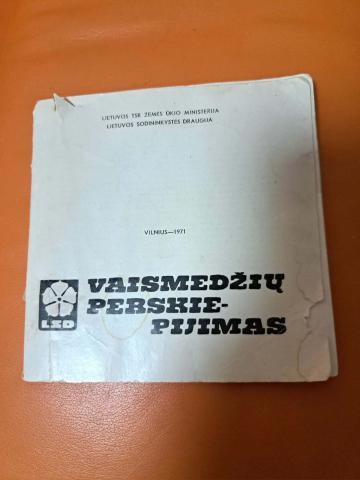 LIETUVOS TSR ŽEMĖS ŪKIO MINISTERIJA
LIETUVOS SODININKYSTĖS DRAUGIJA
VILNIUS—1971
VAISMEDŽIŲ
PERSKIE-
PIJIMAS
LSD